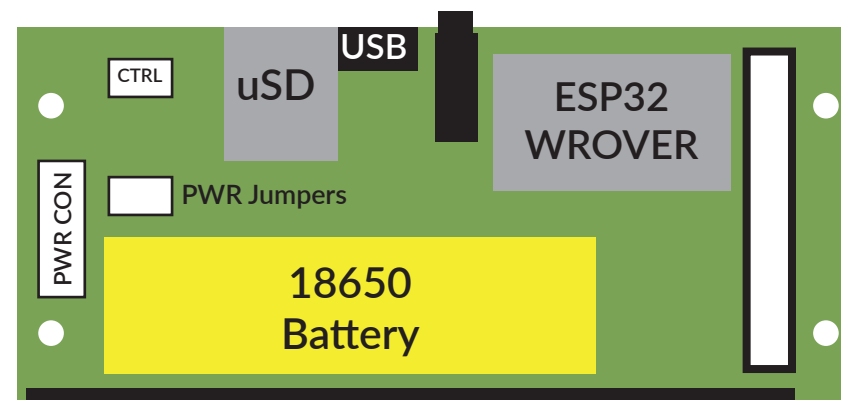 USB
CTRL
uSD
ESP32
WROVER
PWR CON
PWR Jumpers
18650
Battery